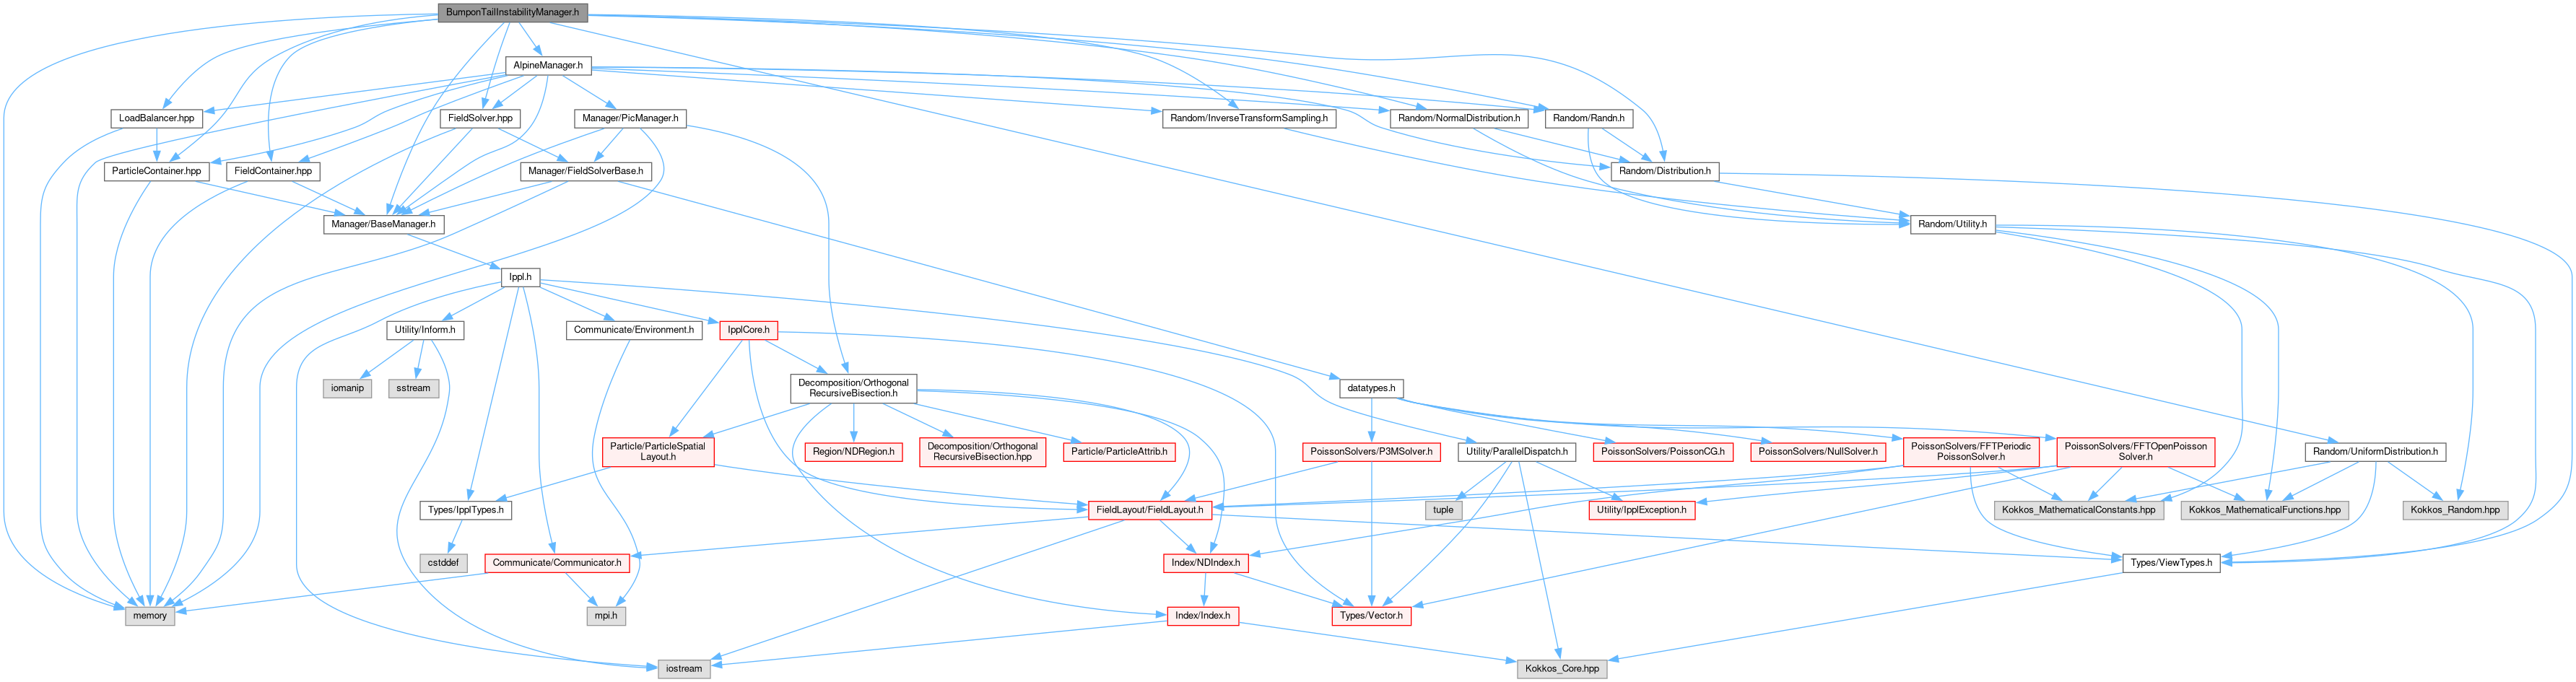 BumponTailInstabilityManager.h
AlpineManager.h
LoadBalancer.hpp
FieldSolver.hpp
Manager/PicManager.h
Random/InverseTransformSampling.h
Random/NormalDistribution.h
Random/Randn.h
ParticleContainer.hpp
FieldContainer.hpp
Manager/FieldSolverBase.h
Random/Distribution.h
Manager/BaseManager.h
Random/Utility.h
Ippl.h
Utility/Inform.h
Communicate/Environment.h
IpplCore.h
iomanip
sstream
Decomposition/Orthogonal
RecursiveBisection.h
datatypes.h
Particle/ParticleSpatial
Layout.h
Region/NDRegion.h
Decomposition/Orthogonal
RecursiveBisection.hpp
Particle/ParticleAttrib.h
PoissonSolvers/P3MSolver.h
Utility/ParallelDispatch.h
PoissonSolvers/PoissonCG.h
PoissonSolvers/NullSolver.h
PoissonSolvers/FFTPeriodic
PoissonSolver.h
PoissonSolvers/FFTOpenPoisson
Solver.h
Random/UniformDistribution.h
Types/IpplTypes.h
FieldLayout/FieldLayout.h
tuple
Utility/IpplException.h
Kokkos_MathematicalConstants.hpp
Kokkos_MathematicalFunctions.hpp
Kokkos_Random.hpp
cstddef
Communicate/Communicator.h
Index/NDIndex.h
Types/ViewTypes.h
memory
mpi.h
Index/Index.h
Types/Vector.h
iostream
Kokkos_Core.hpp